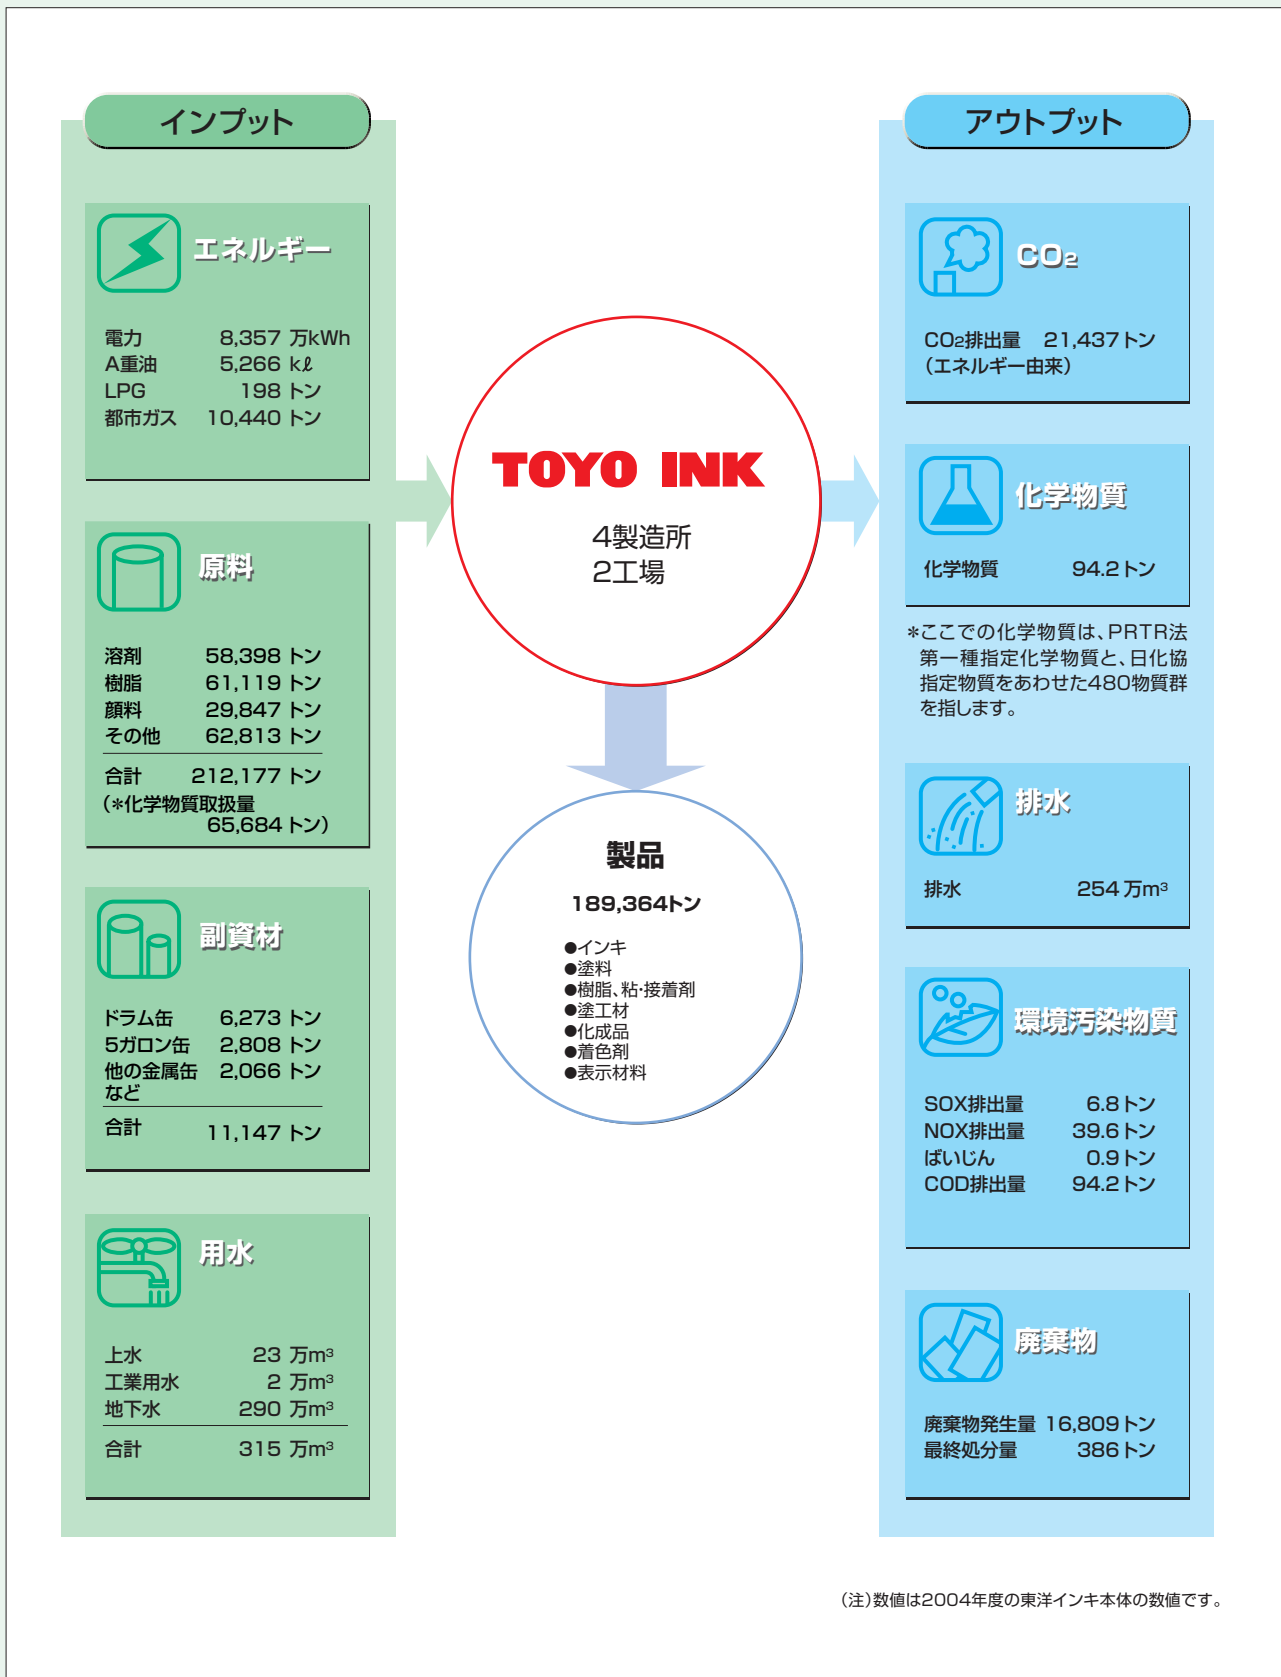 インプット
エネルギー
電力 8,357 万kWh
A重油 5,266 kℓ
LPG 198 トン
都市ガス 10,440 トン
原料
溶剤 58,398 トン
樹脂 61,119 トン
顔料 29,847 トン
その他 62,813 トン
合計 212,177 トン
(*化学物質取扱量
65,684 トン)
副資材
ドラム缶 6,273 トン
5ガロン缶 2,808 トン
他の金属缶 2,066 トン
など
合計 11,147 トン
用水
上水 23 万m³
工業用水 2 万m³
地下水 290 万m³
合計 315 万m³
TOYO INK
4製造所
2工場
製品
189,364トン
●インキ
●塗料
●樹脂、粘・接着剤
●塗工材
●化成品
●着色剤
●表示材料
アウトプット
CO₂
CO₂排出量 21,437トン
(エネルギー由来)
化学物質
化学物質 94.2トン
*ここでの化学物質は、PRTR法
第一種指定化学物質と、日化協
指定物質をあわせた480物質群
を指します。
排水
排水 254万m³
環境汚染物質
SOX排出量 6.8トン
NOX排出量 39.6トン
ばいじん 0.9トン
COD排出量 94.2トン
廃棄物
廃棄物発生量 16,809トン
最終処分量 386トン
(注)数値は2004年度の東洋インキ本体の数値です。